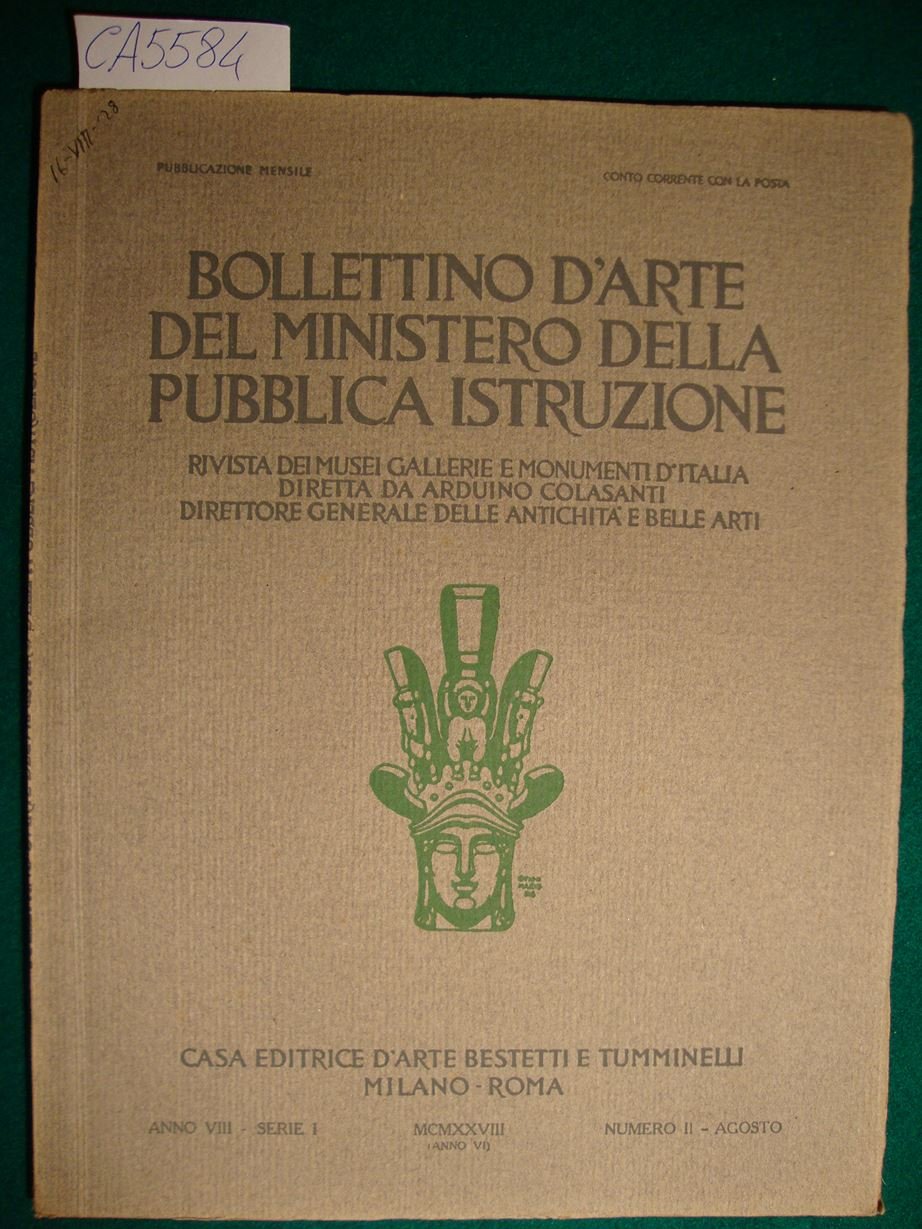 CA5584
16-VIII-'28
PUBBLICAZIONE MENSILE
CONTO CORRENTE CON LA POSTA
BOLLETTINO D'ARTE
DEL MINISTERO DELLA
PUBBLICA ISTRUZIONE
RIVISTA DEI MUSEI GALLERIE E MONUMENTI D'ITALIA
DIRETTA DA ARDUINO COLASANTI
DIRETTORE GENERALE DELLE ANTICHITÀ E BELLE ARTI
CASA EDITRICE D'ARTE BESTETTI E TUMMINELLI
MILANO - ROMA
ANNO VIII - SERIE I
MCMXXVIII
(ANNO VI)
NUMERO II - AGOSTO